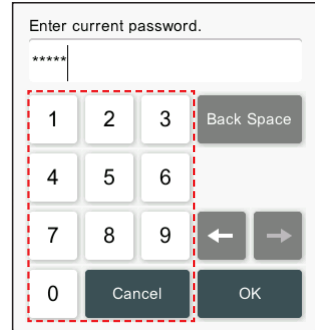 Enter current password.
*****
1 2 3 Back Space
4 5 6
7 8 9 ← →
0 Cancel OK